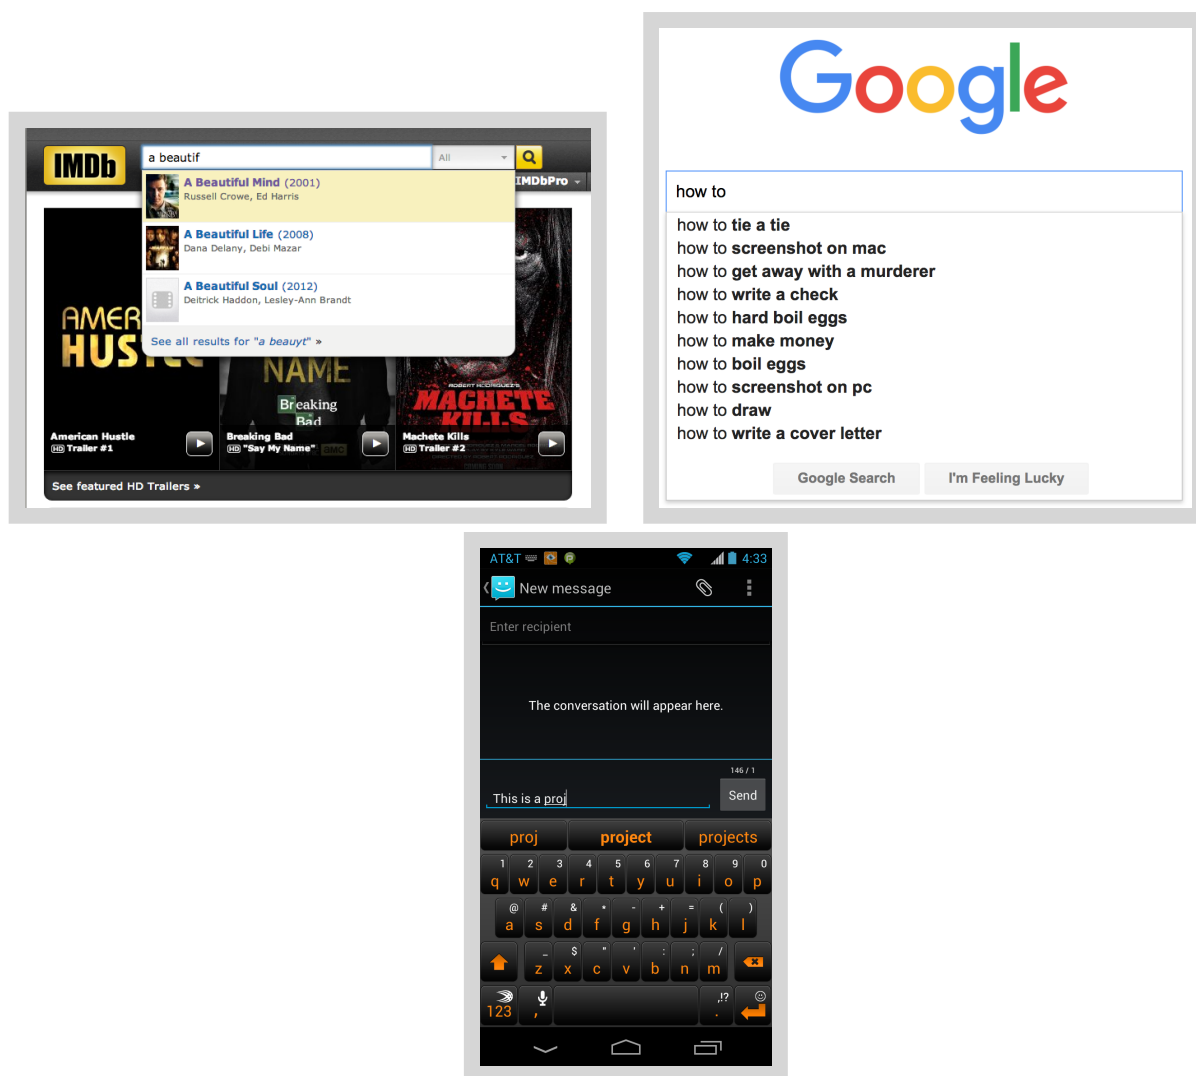 IMDb
a beautif
All
IMDbPro
A Beautiful Mind (2001)
Russell Crowe, Ed Harris
A Beautiful Life (2008)
Dana Delany, Debi Mazar
A Beautiful Soul (2012)
Deitrick Haddon, Lesley-Ann Brandt
See all results for "a beauyt" »
NAME
Breaking
Bad
ROBERT RODRIGUEZ'S
MACHETE
KILLS
American Hustle
HD Trailer #1
Breaking Bad
HD "Say My Name"
amc
Machete Kills
HD Trailer #2
See featured HD Trailers »
Google
how to
how to tie a tie
how to screenshot on mac
how to get away with a murderer
how to write a check
how to hard boil eggs
how to make money
how to boil eggs
how to screenshot on pc
how to draw
how to write a cover letter
Google Search
I'm Feeling Lucky
AT&T
4:33
New message
Enter recipient
The conversation will appear here.
146 / 1
This is a proj
Send
proj project projects
1 2 3 4 5 6 7 8 9 0
q w e r t y u i o p
@ # & * - + = ( )
a s d f g h j k l
_ $ " ' : ; /
z x c v b n m
,!?
123 , .